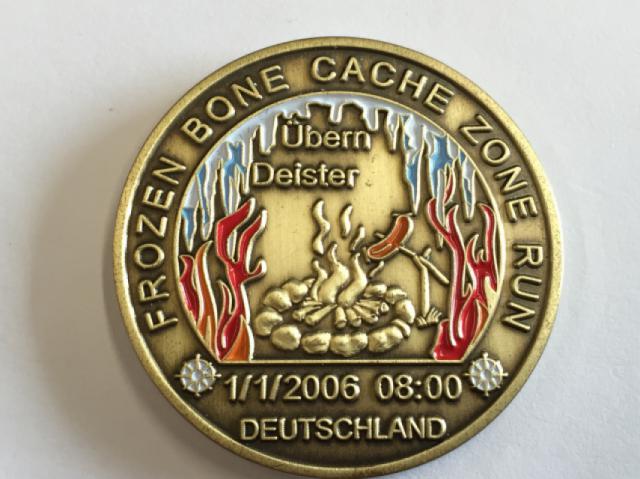 FROZEN BONE CACHE ZONE RUN
Übern
Deister
1/1/2006 08:00
DEUTSCHLAND